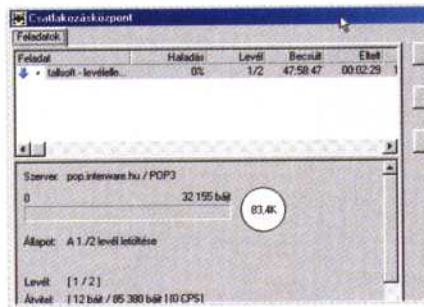 Csatlakozásközpont
Feladatok
Feladat Haladás Levél Becsült Eltelt
tallsoft - levélelle... 0% 1/2 47:58:47 00:02:29 1
Szerver: pop.interware.hu / POP3
0 32 155 bájt
83,4K
Állapot: A 1./2 levél letöltése
Levél: [1 / 2]
Átvitel: [12 bájt / 85 380 bájt] [0 CPS]